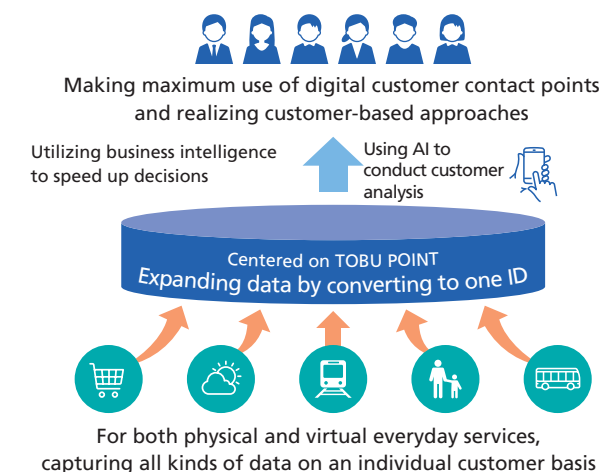 Making maximum use of digital customer contact points
and realizing customer-based approaches
Utilizing business intelligence
to speed up decisions
Using AI to
conduct customer
analysis
Centered on TOBU POINT
Expanding data by converting to one ID
For both physical and virtual everyday services,
capturing all kinds of data on an individual customer basis